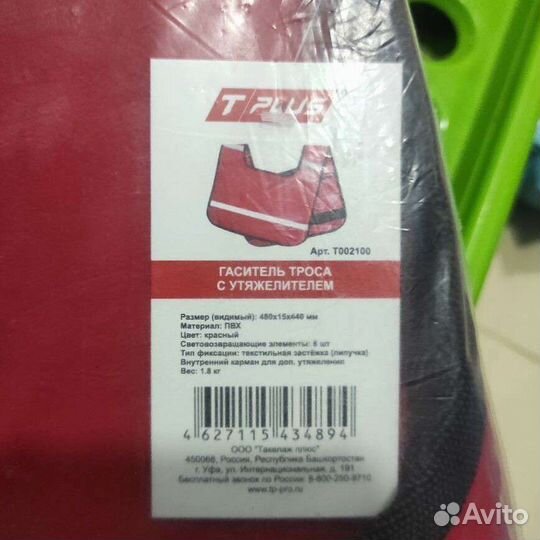 T PLUS
Арт. T002100
ГАСИТЕЛЬ ТРОСА
С УТЯЖЕЛИТЕЛЕМ
Размер (видимый): 480х15х440 мм
Материал: ПВХ
Цвет: красный
Световозвращающие элементы: 6 шт
Тип фиксации: текстильная застёжка (липучка)
Внутренний карман для доп. утяжеления
Вес: 1.8 кг
4 627115 434894
ООО "Такелаж плюс"
450068, Россия, Республика Башкортостан
г. Уфа, ул. Интернациональная, д. 191
Бесплатный звонок по России: 8-800-250-9710
www.tp-pro.ru
Avito